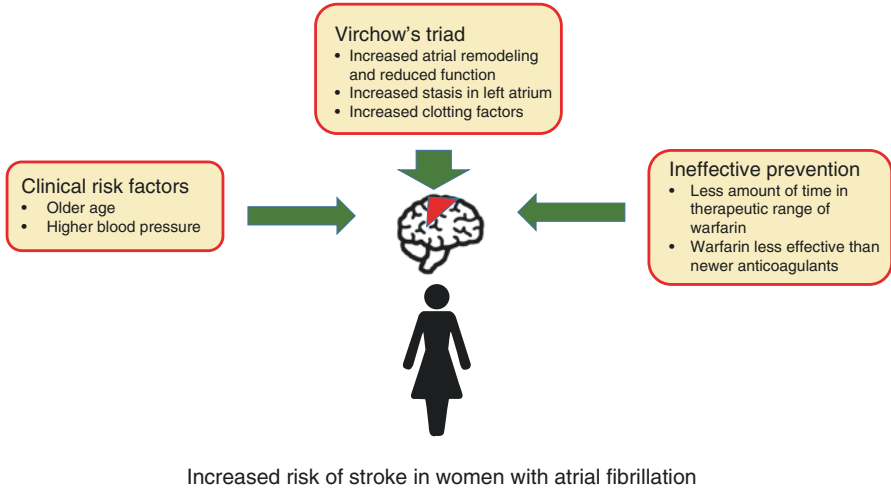 Virchow's triad
• Increased atrial remodeling
and reduced function
• Increased stasis in left atrium
• Increased clotting factors
Clinical risk factors
• Older age
• Higher blood pressure
Ineffective prevention
• Less amount of time in
therapeutic range of
warfarin
• Warfarin less effective than
newer anticoagulants
Increased risk of stroke in women with atrial fibrillation